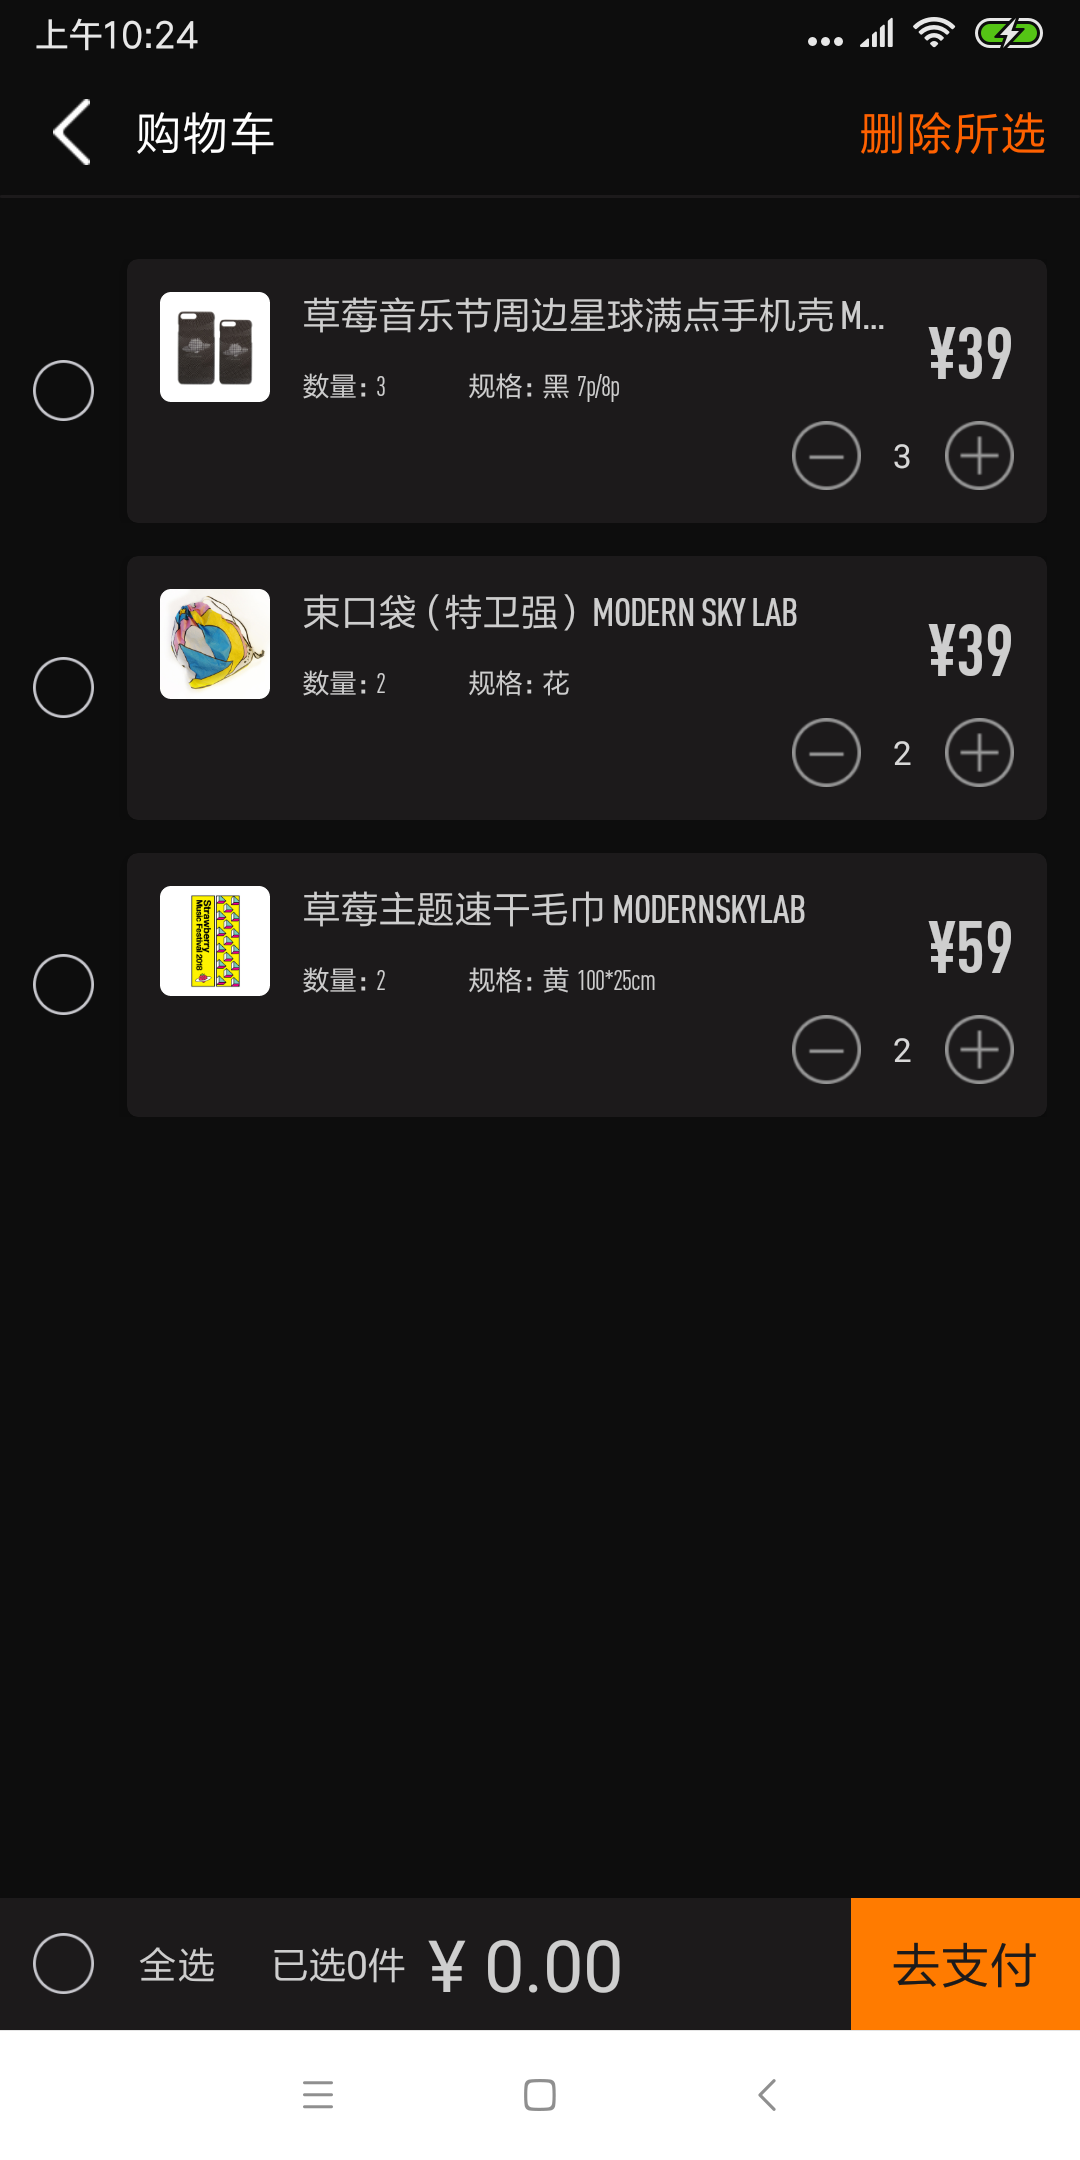 上午10:24
购物车
删除所选
草莓音乐节周边星球满点手机壳 M...
¥39
数量: 3 规格: 黑 7p/8p
3
束口袋（特卫强）MODERN SKY LAB
¥39
数量: 2 规格: 花
2
Strawberry
Music Festival 2018
草莓主题速干毛巾 MODERNSKYLAB
¥59
数量: 2 规格: 黄 100*25cm
2
全选 已选0件 ¥ 0.00 去支付